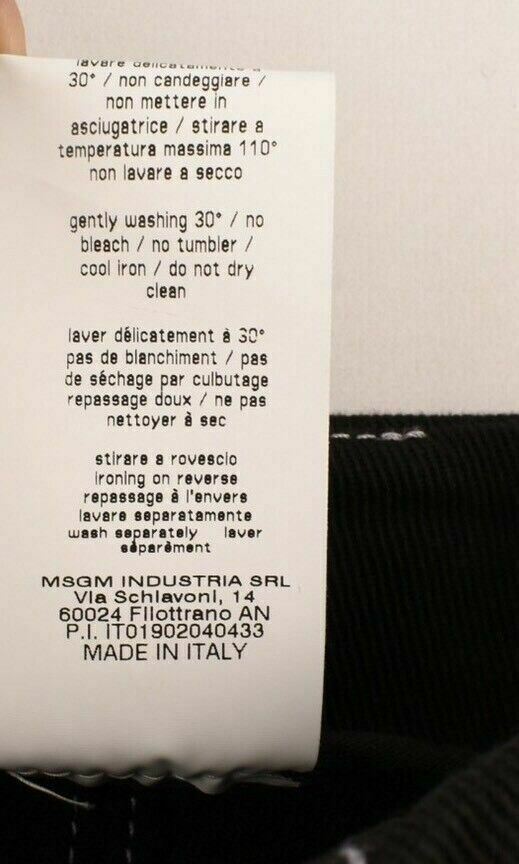 lavare delicatamente a
30° / non candeggiare /
non mettere in
asciugatrice / stirare a
temperatura massima 110°
non lavare a secco
gently washing 30° / no
bleach / no tumbler /
cool iron / do not dry
clean
laver délicatement à 30°
pas de blanchiment / pas
de séchage par culbutage
repassage doux / ne pas
nettoyer à sec
stirare a rovescio
ironing on reverse
repassage à l'envers
lavare separatamente
wash separately laver
séparément
MSGM INDUSTRIA SRL
Via Schiavoni, 14
60024 Filottrano AN
P.I. IT01902040433
MADE IN ITALY